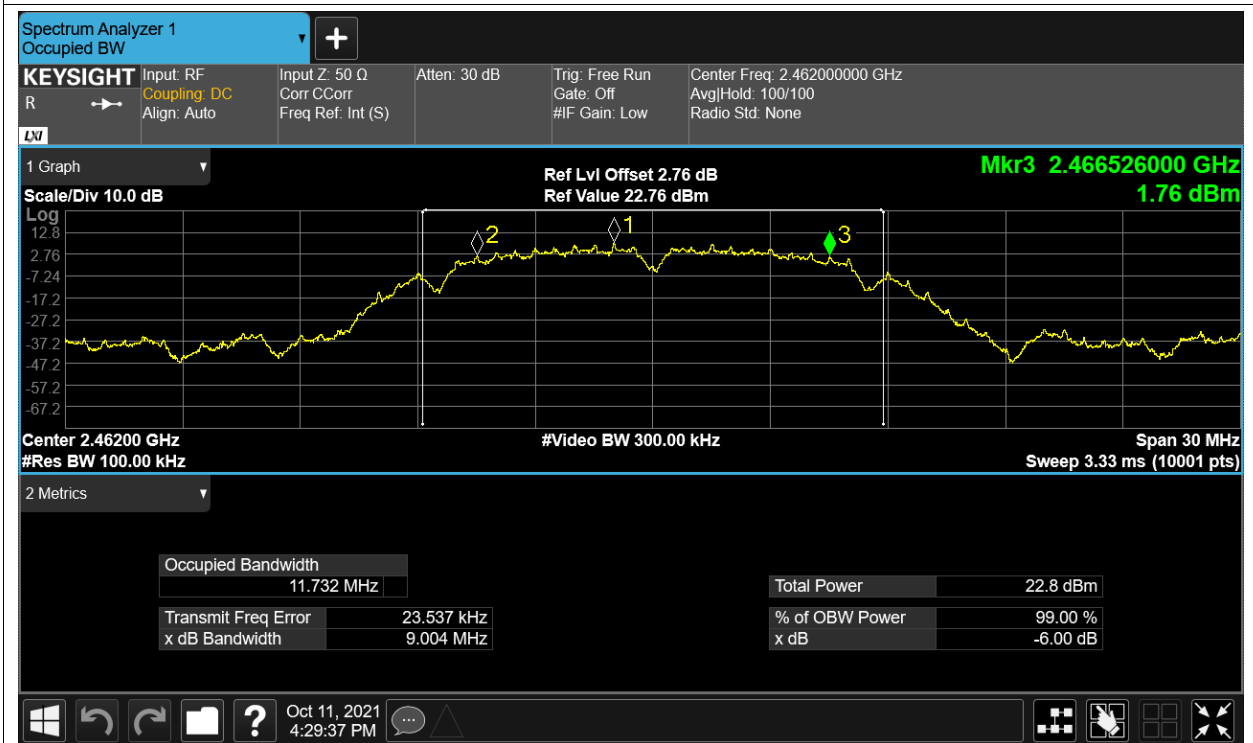 Spectrum Analyzer 1
Occupied BW
+
KEYSIGHT
R
LXI
Input: RF
Coupling: DC
Align: Auto
Input Z: 50 Ω
Corr CCorr
Freq Ref: Int (S)
Atten: 30 dB
Trig: Free Run
Gate: Off
#IF Gain: Low
Center Freq: 2.462000000 GHz
Avg|Hold: 100/100
Radio Std: None
1 Graph
Scale/Div 10.0 dB
Ref Lvl Offset 2.76 dB
Ref Value 22.76 dBm
Mkr3 2.466526000 GHz
1.76 dBm
Log
12.8
2.76
-7.24
-17.2
-27.2
-37.2
-47.2
-57.2
-67.2
2
1
3
Center 2.46200 GHz
#Res BW 100.00 kHz
#Video BW 300.00 kHz
Span 30 MHz
Sweep 3.33 ms (10001 pts)
2 Metrics
Occupied Bandwidth
11.732 MHz
Transmit Freq Error 23.537 kHz
x dB Bandwidth 9.004 MHz
Total Power 22.8 dBm
% of OBW Power 99.00 %
x dB -6.00 dB
?
Oct 11, 2021
4:29:37 PM